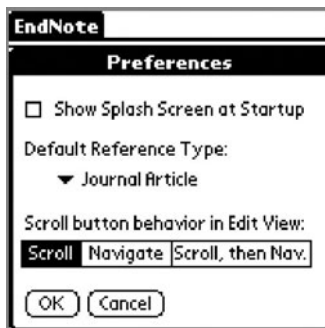 EndNote
Preferences
Show Splash Screen at Startup
Default Reference Type:
Journal Article
Scroll button behavior in Edit View:
Scroll Navigate Scroll, then Nav.
OK Cancel